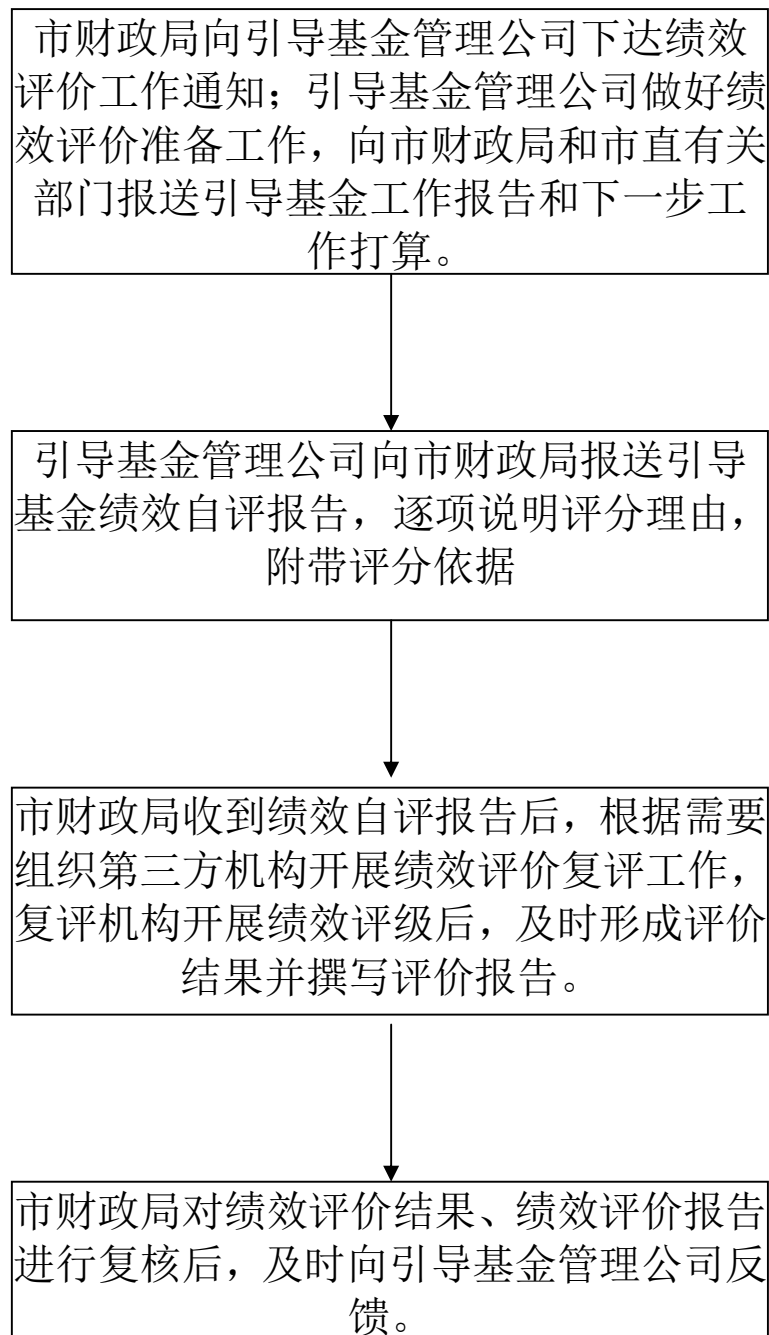 市财政局向引导基金管理公司下达绩效
评价工作通知；引导基金管理公司做好绩
效评价准备工作，向市财政局和市直有关
部门报送引导基金工作报告和下一步工
作打算。
引导基金管理公司向市财政局报送引导
基金绩效自评报告，逐项说明评分理由，
附带评分依据
市财政局收到绩效自评报告后，根据需要
组织第三方机构开展绩效评价复评工作，
复评机构开展绩效评级后，及时形成评价
结果并撰写评价报告。
市财政局对绩效评价结果、绩效评价报告
进行复核后，及时向引导基金管理公司反
馈。